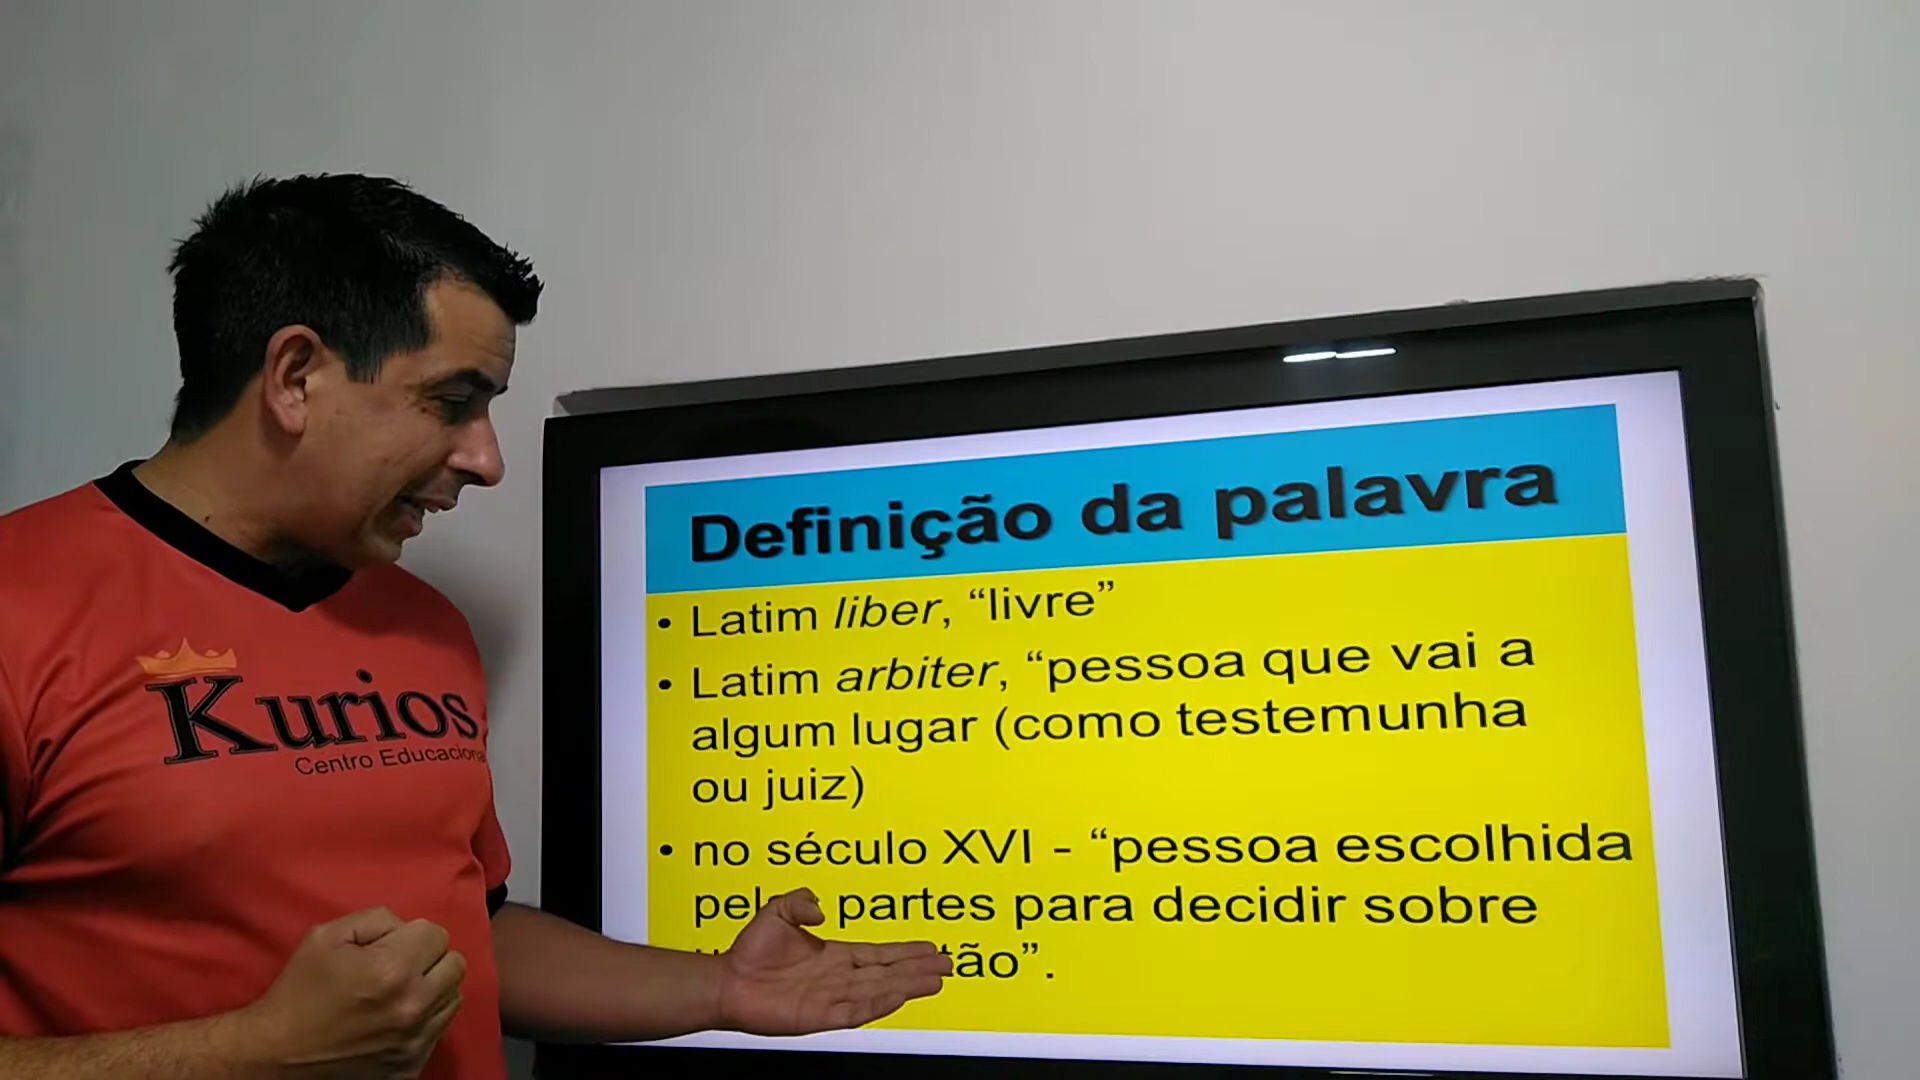 Kurios
Centro Educacional
Definição da palavra
• Latim liber, “livre”
• Latim arbiter, “pessoa que vai a
algum lugar (como testemunha
ou juiz)
• no século XVI - “pessoa escolhida
partes para decidir sobre